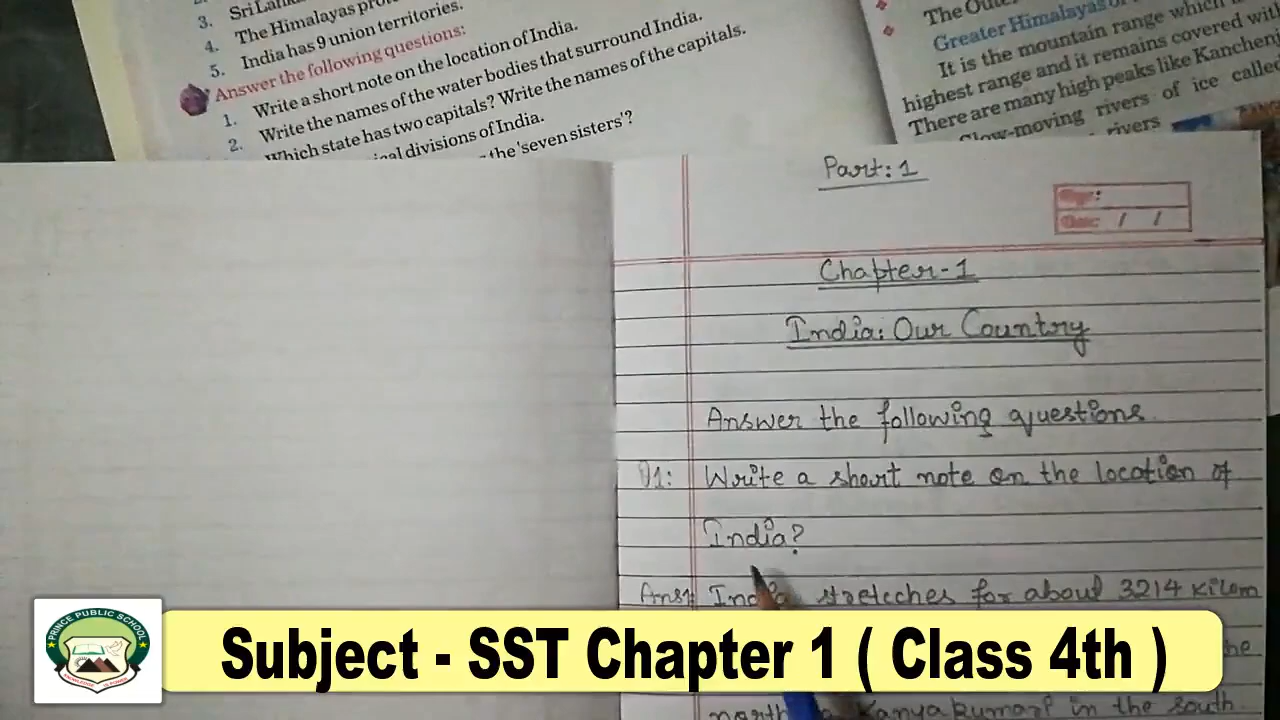 3. Sri Lanka
4. The Himalayas
5. India has 9 union territories.
Answer the following questions:
1. Write a short note on the location of India.
2. Write the names of the water bodies that surround India.
Which state has two capitals? Write the names of the capitals.
divisions of India.
the 'seven sisters'?
The
Greater Himalayas or
It is the mountain range which
highest range and it remains covered with
There are many high peaks like
Slow-moving rivers of ice called
rivers
Part: 1
Chapter-1
India: Our Country
Answer the following questions.
Q1: Write a short note on the location of
India?
Ans: India stretches for about 3214 kilom
he
north Kanyakumari in the south.
PRINCE PUBLIC SCHOOL
Subject - SST Chapter 1 ( Class 4th )